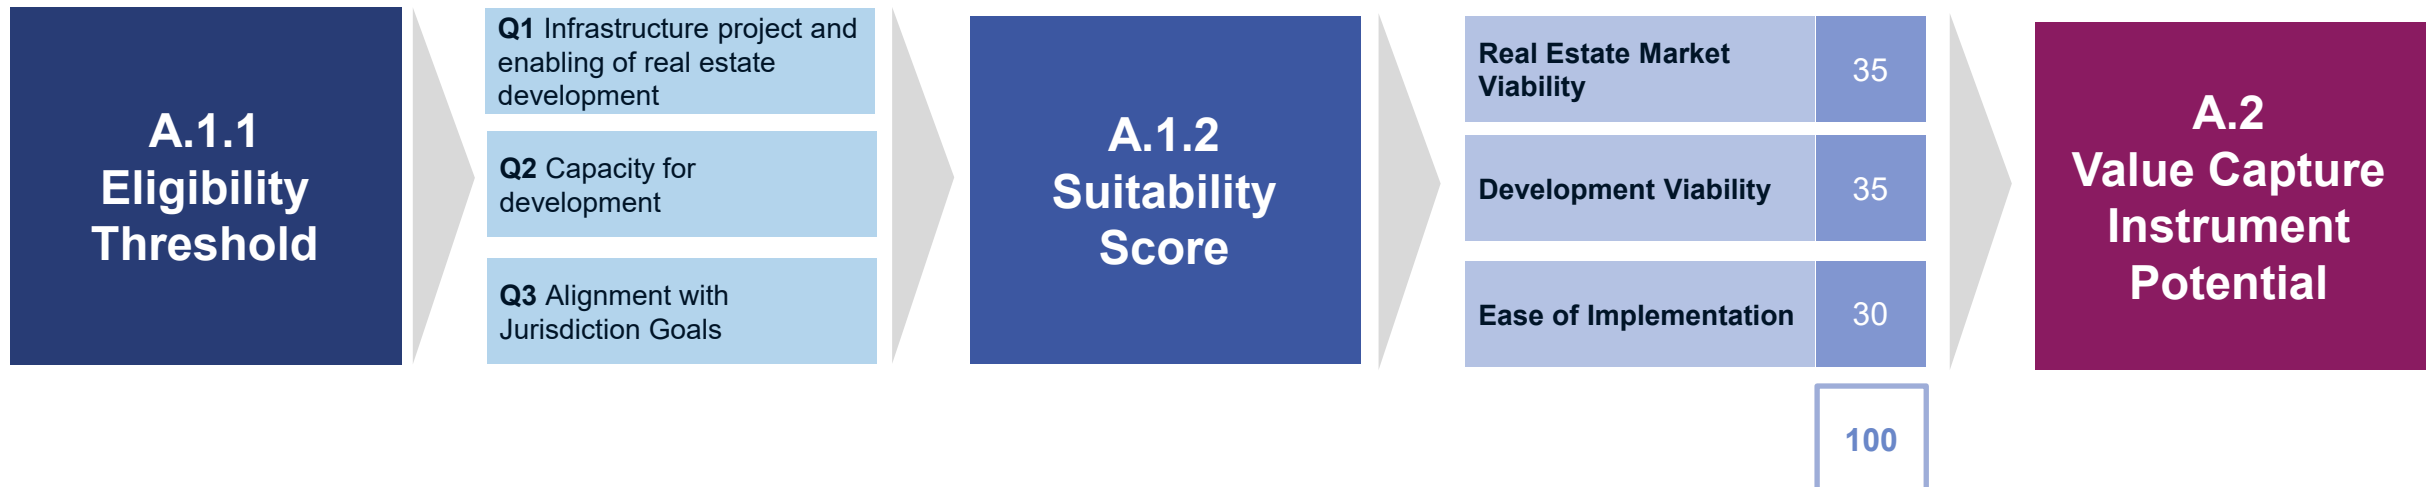 A.1.1
Eligibility
Threshold
Q1 Infrastructure project and
enabling of real estate
development
Q2 Capacity for
development
Q3 Alignment with
Jurisdiction Goals
A.1.2
Suitability
Score
Real Estate Market
Viability
35
Development Viability
35
Ease of Implementation
30
100
A.2
Value Capture
Instrument
Potential